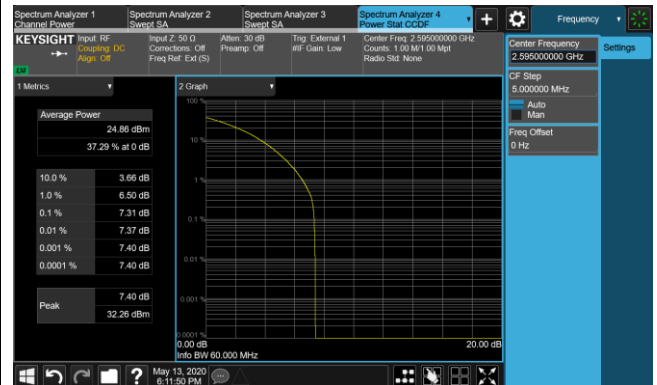 Spectrum Analyzer 1
Channel Power
Spectrum Analyzer 2
Swept SA
Spectrum Analyzer 3
Swept SA
Spectrum Analyzer 4
Power Stat CCDF
Frequency
KEYSIGHT
Input: RF
Coupling: DC
Align: Off
Input Z: 50 Ω
Corrections: Off
Freq Ref: Ext (S)
Atten: 30 dB
Preamp: Off
Trig: External 1
#IF Gain: Low
Center Freq: 2.595000000 GHz
Counts: 1.00 M/1.00 Mpt
Radio Std: None
Center Frequency
2.595000000 GHz
Settings
CF Step
5.000000 MHz
Auto
Man
Freq Offset
0 Hz
1 Metrics
Average Power
24.86 dBm
37.29 % at 0 dB
10.0 % 3.66 dB
1.0 % 6.50 dB
0.1 % 7.31 dB
0.01 % 7.37 dB
0.001 % 7.40 dB
0.0001 % 7.40 dB
Peak
7.40 dB
32.26 dBm
2 Graph
100 %
10 %
1 %
0.1 %
0.01 %
0.001 %
0.0001 %
0.00 dB
20.00 dB
Info BW 60.000 MHz
May 13, 2020
6:11:50 PM